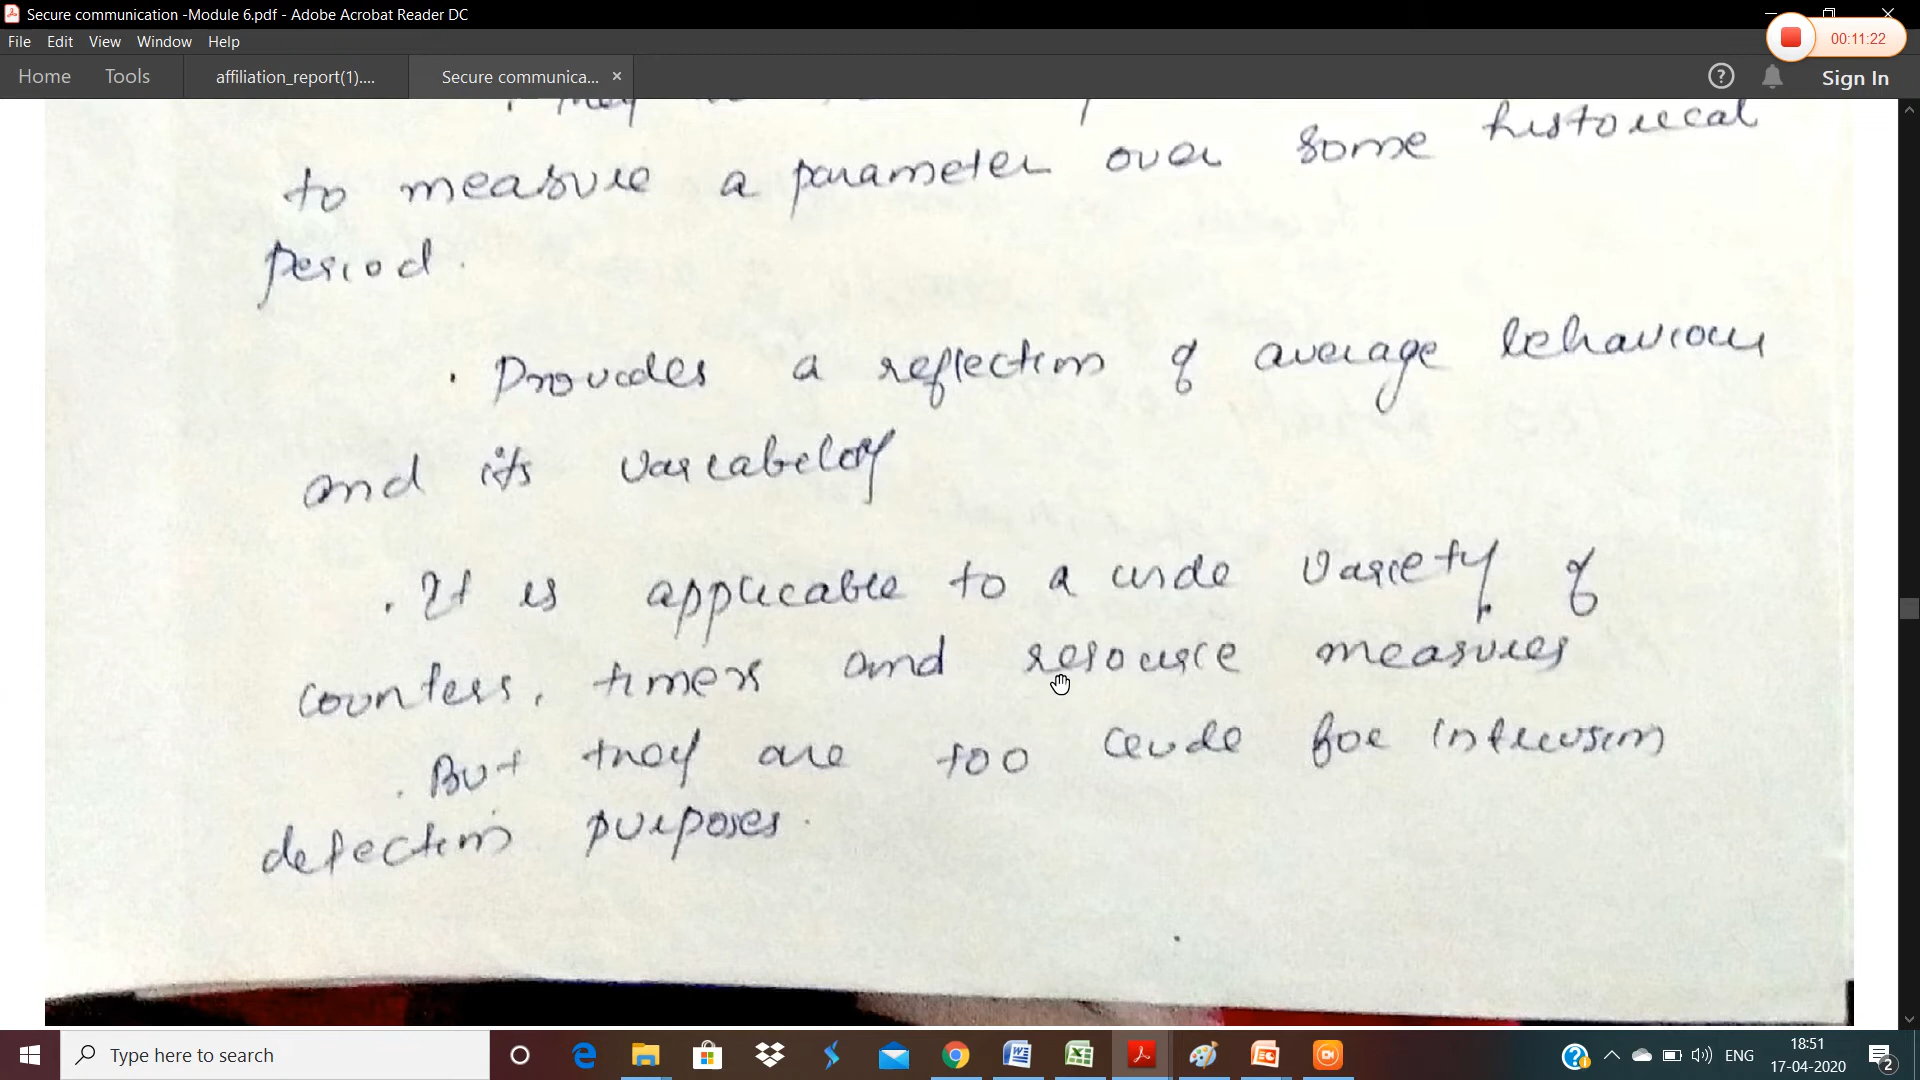 Secure communication -Module 6.pdf - Adobe Acrobat Reader DC
File Edit View Window Help
00:11:22
Home Tools affiliation_report(1).... Secure communica... × Sign In
. They
to measure a parameter over some historical
period.
. Provides a reflection of average behaviour
and its variability
. It is applicable to a wide variety of
counters, timers and resource measures
. But they are too crude for intrusion
detection purposes.
Type here to search
ENG
18:51
17-04-2020
2